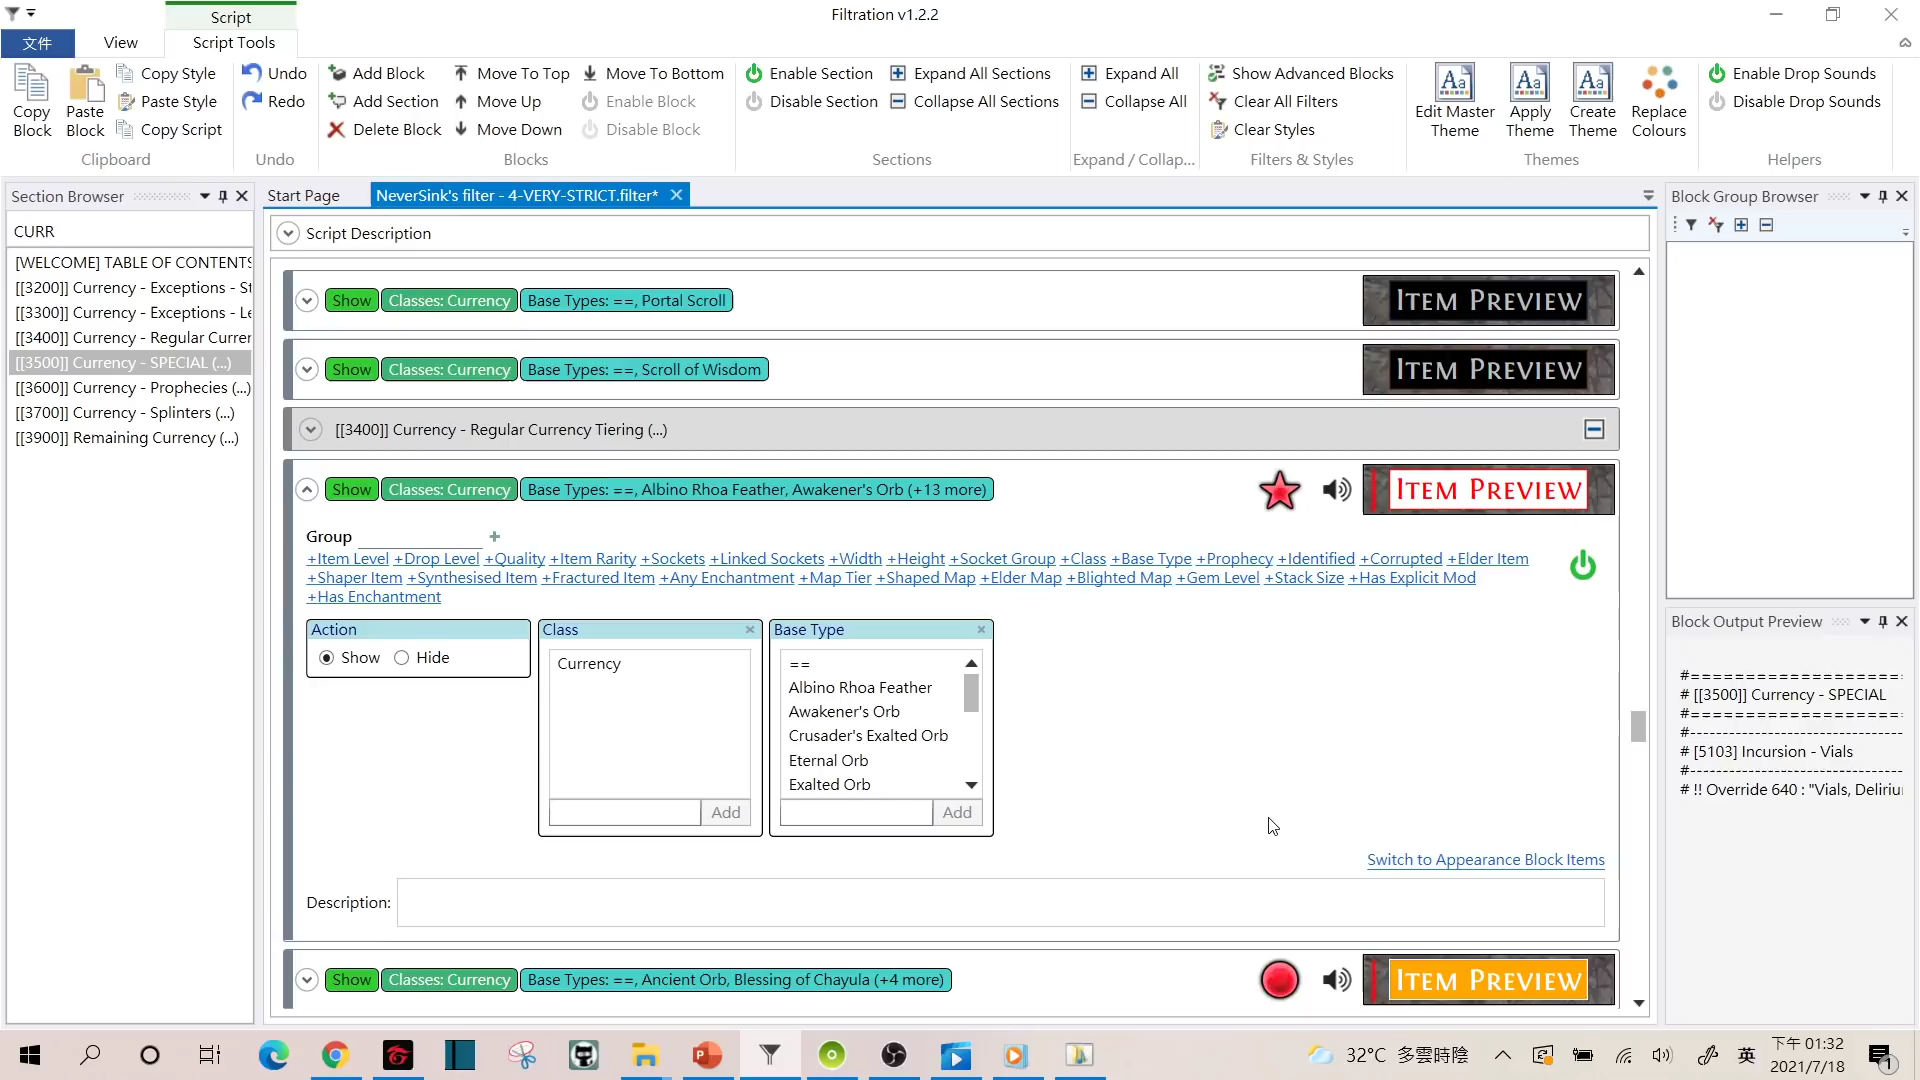 Script
Filtration v1.2.2
文件
View
Script Tools
Copy Block
Paste Block
Copy Style
Paste Style
Copy Script
Clipboard
Undo
Redo
Undo
Add Block
Add Section
Delete Block
Move To Top
Move Up
Move Down
Move To Bottom
Enable Block
Disable Block
Blocks
Enable Section
Disable Section
Expand All Sections
Collapse All Sections
Sections
Expand All
Collapse All
Expand / Collap...
Show Advanced Blocks
Clear All Filters
Clear Styles
Filters & Styles
Edit Master Theme
Apply Theme
Create Theme
Replace Colours
Themes
Enable Drop Sounds
Disable Drop Sounds
Helpers
Section Browser
CURR
[WELCOME] TABLE OF CONTENTS
[[3200]] Currency - Exceptions - St
[[3300]] Currency - Exceptions - Le
[[3400]] Currency - Regular Currer
[[3500]] Currency - SPECIAL (...)
[[3600]] Currency - Prophecies (...)
[[3700]] Currency - Splinters (...)
[[3900]] Remaining Currency (...)
Start Page
NeverSink's filter - 4-VERY-STRICT.filter*
Script Description
Show Classes: Currency Base Types: ==, Portal Scroll
ITEM PREVIEW
Show Classes: Currency Base Types: ==, Scroll of Wisdom
ITEM PREVIEW
[[3400]] Currency - Regular Currency Tiering (...)
Show Classes: Currency Base Types: ==, Albino Rhoa Feather, Awakener's Orb (+13 more)
ITEM PREVIEW
Group
+Item Level +Drop Level +Quality +Item Rarity +Sockets +Linked Sockets +Width +Height +Socket Group +Class +Base Type +Prophecy +Identified +Corrupted +Elder Item
+Shaper Item +Synthesised Item +Fractured Item +Any Enchantment +Map Tier +Shaped Map +Elder Map +Blighted Map +Gem Level +Stack Size +Has Explicit Mod
+Has Enchantment
Action
Show
Hide
Class
Currency
Add
Base Type
==
Albino Rhoa Feather
Awakener's Orb
Crusader's Exalted Orb
Eternal Orb
Exalted Orb
Add
Switch to Appearance Block Items
Description:
Show Classes: Currency Base Types: ==, Ancient Orb, Blessing of Chayula (+4 more)
ITEM PREVIEW
Block Group Browser
Block Output Preview
#====================
# [[3500]] Currency - SPECIAL
#====================
#--------------------------------
# [5103] Incursion - Vials
#--------------------------------
# !! Override 640 : "Vials, Deliriu
32°C 多雲時陰
英
下午 01:32
2021/7/18
1